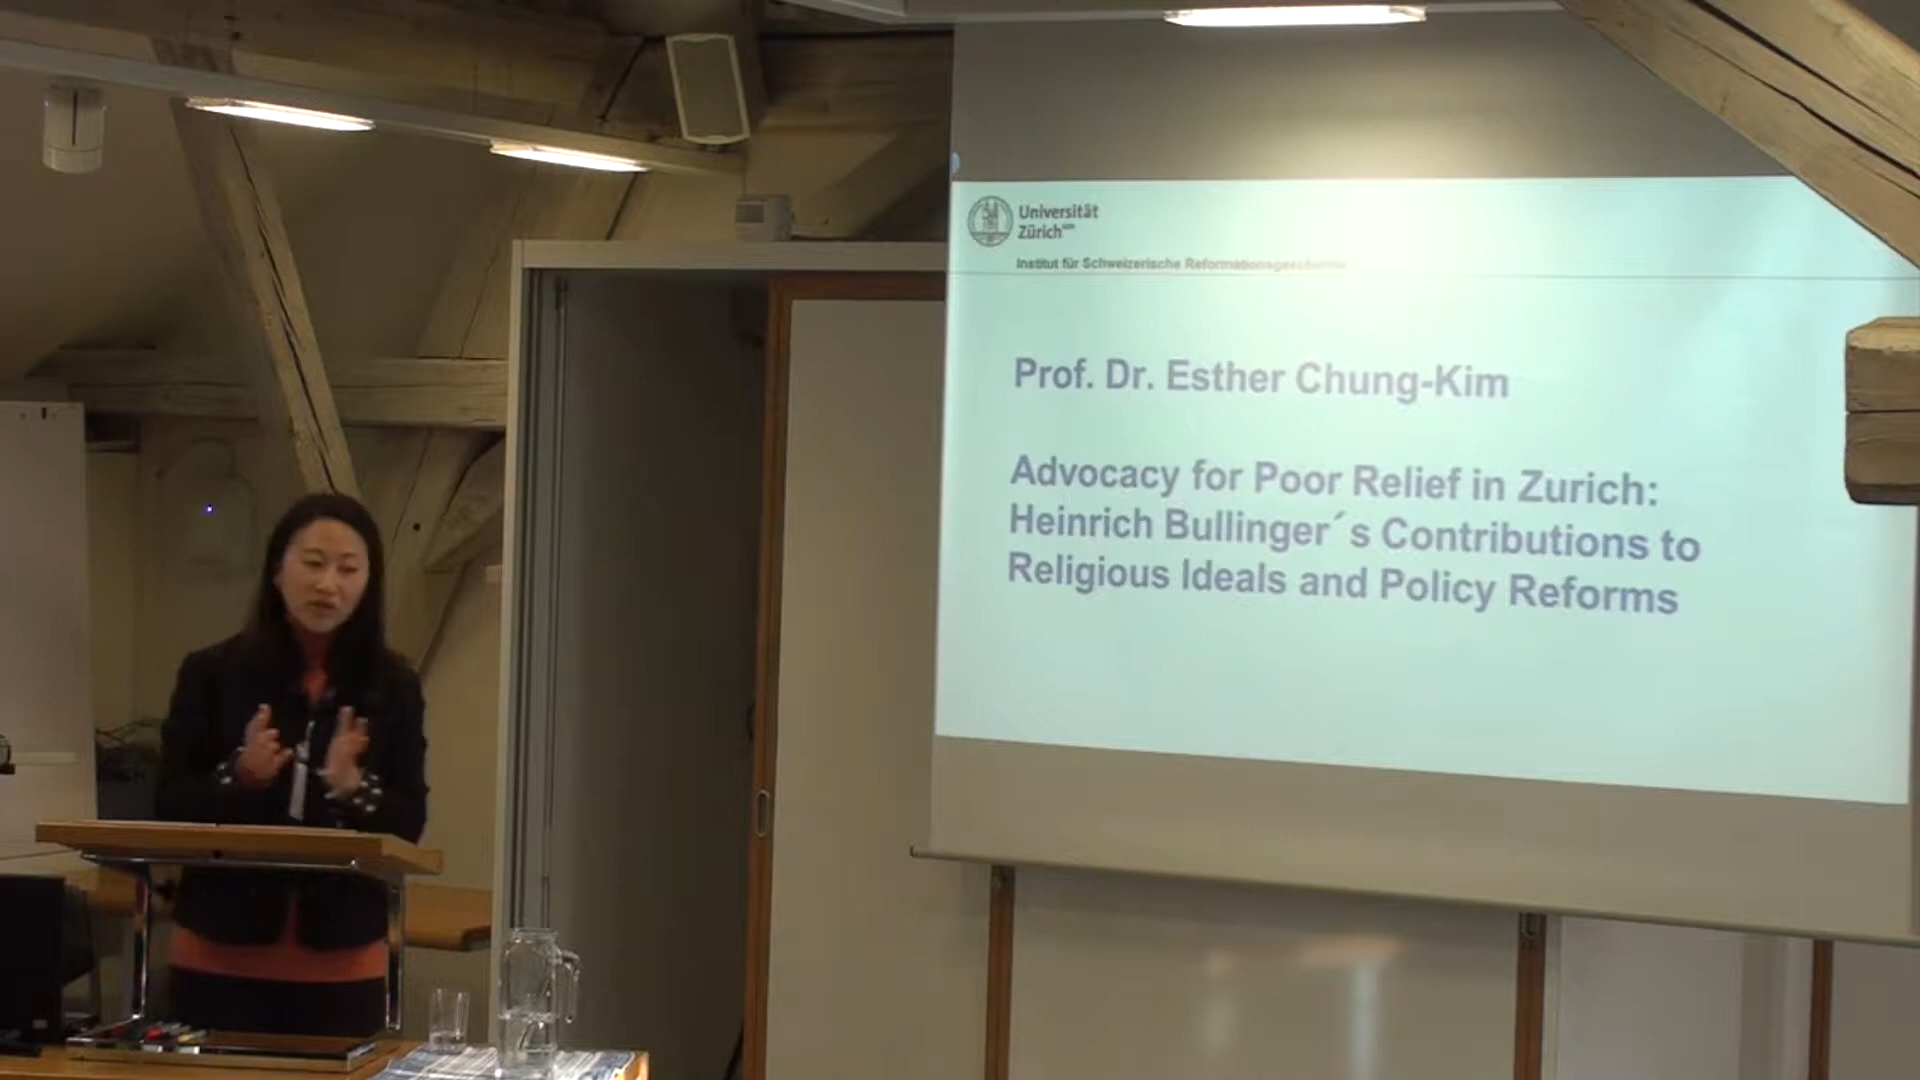 Universität
Zürich
Institut für Schweizerische Reformationsgeschichte
Prof. Dr. Esther Chung-Kim
Advocacy for Poor Relief in Zurich:
Heinrich Bullinger´s Contributions to
Religious Ideals and Policy Reforms